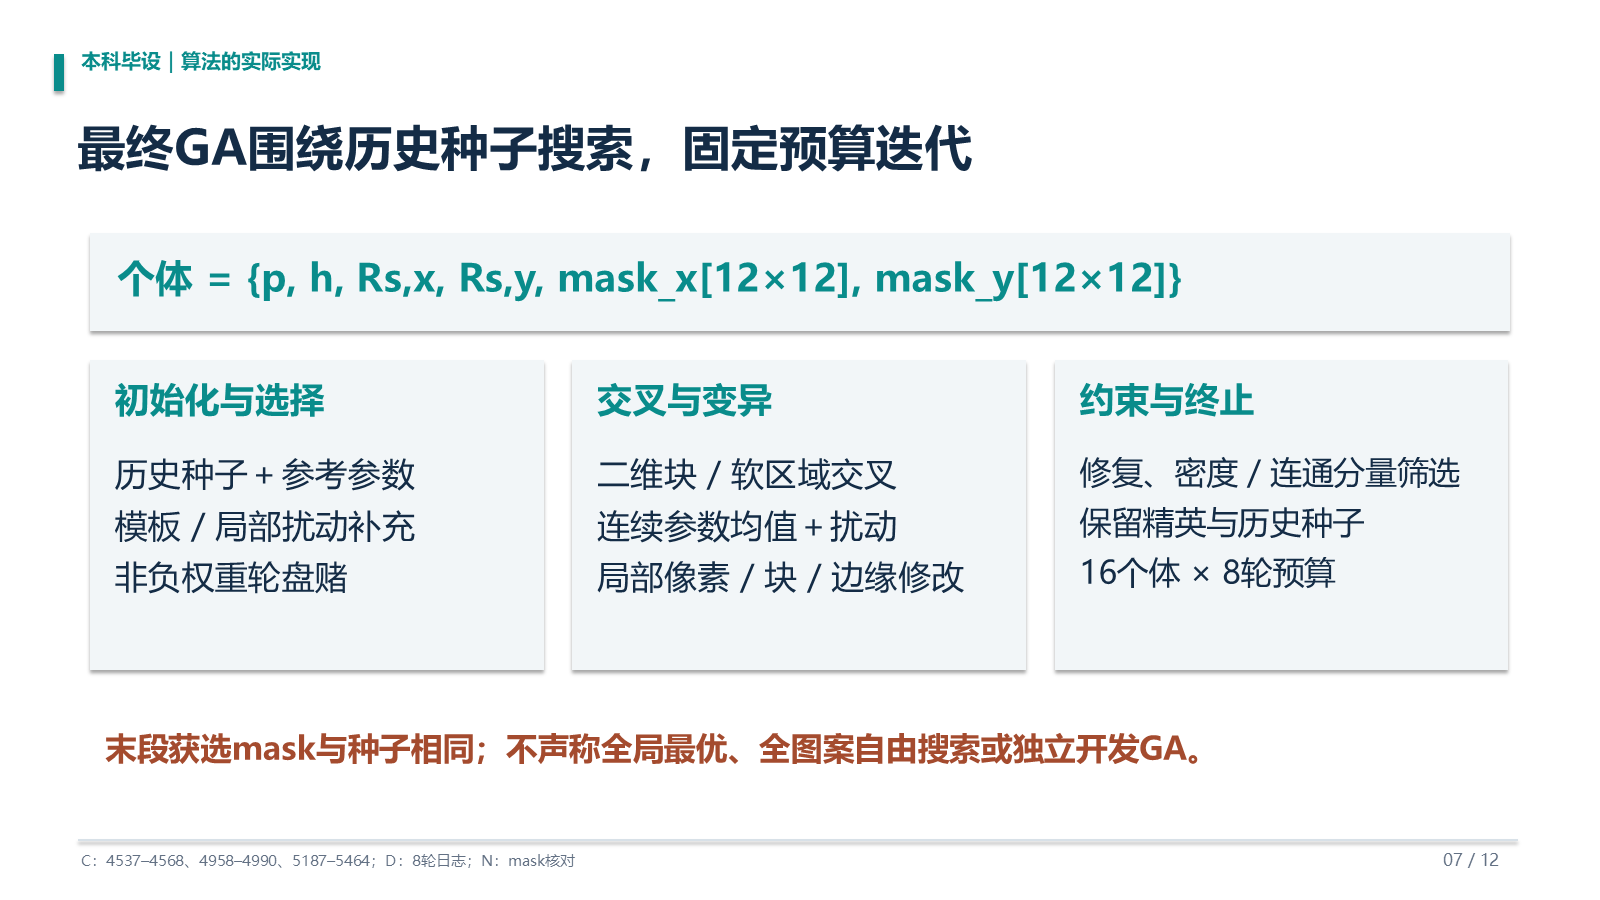 本科毕设｜算法的实际实现
最终GA围绕历史种子搜索，固定预算迭代
个体 = {p, h, Rs,x, Rs,y, mask_x[12×12], mask_y[12×12]}
初始化与选择
历史种子＋参考参数
模板 / 局部扰动补充
非负权重轮盘赌
交叉与变异
二维块 / 软区域交叉
连续参数均值＋扰动
局部像素 / 块 / 边缘修改
约束与终止
修复、密度 / 连通分量筛选
保留精英与历史种子
16个体 × 8轮预算
末段获选mask与种子相同；不声称全局最优、全图案自由搜索或独立开发GA。
C：4537–4568、4958–4990、5187–5464；D：8轮日志；N：mask核对
07 / 12